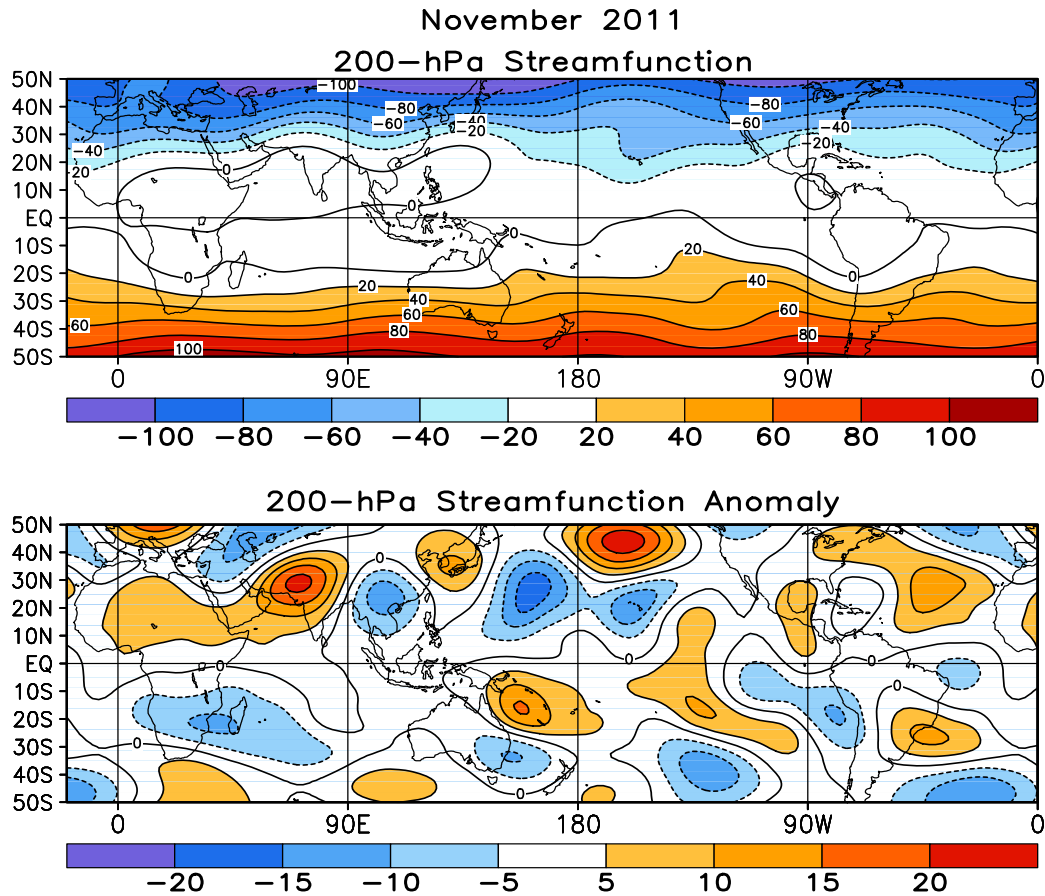 November 2011
200-hPa Streamfunction
50N
40N
30N
20N
10N
EQ
10S
20S
30S
40S
50S
-100
-80
-80
-60
-40
-20
-60
-40
-20
-40
20
0
0
0
0
0
20
20
40
40
60
60
60
80
80
100
0 90E 180 90W 0
-100 -80 -60 -40 -20 20 40 60 80 100
200-hPa Streamfunction Anomaly
50N
40N
30N
20N
10N
EQ
10S
20S
30S
40S
50S
0
0
0
0
0
0
0
0 90E 180 90W 0
-20 -15 -10 -5 5 10 15 20